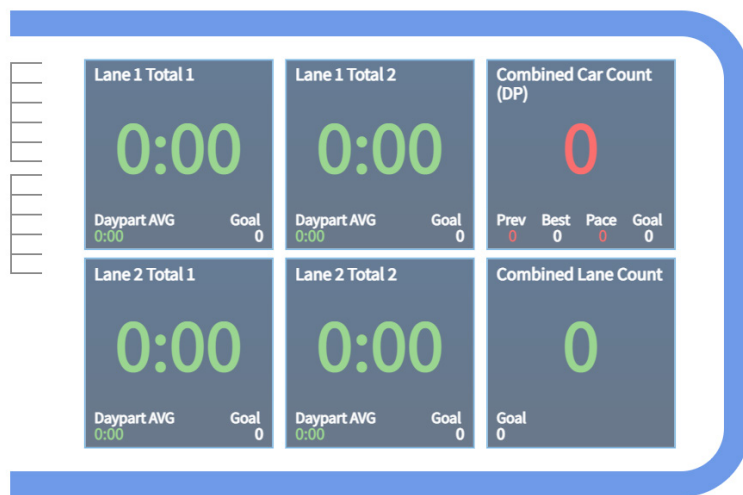 Lane 1 Total 1
0:00
Daypart AVG Goal
0:00 0
Lane 1 Total 2
0:00
Daypart AVG Goal
0:00 0
Combined Car Count
(DP)
0
Prev Best Pace Goal
0 0 0 0
Lane 2 Total 1
0:00
Daypart AVG Goal
0:00 0
Lane 2 Total 2
0:00
Daypart AVG Goal
0:00 0
Combined Lane Count
0
Goal
0